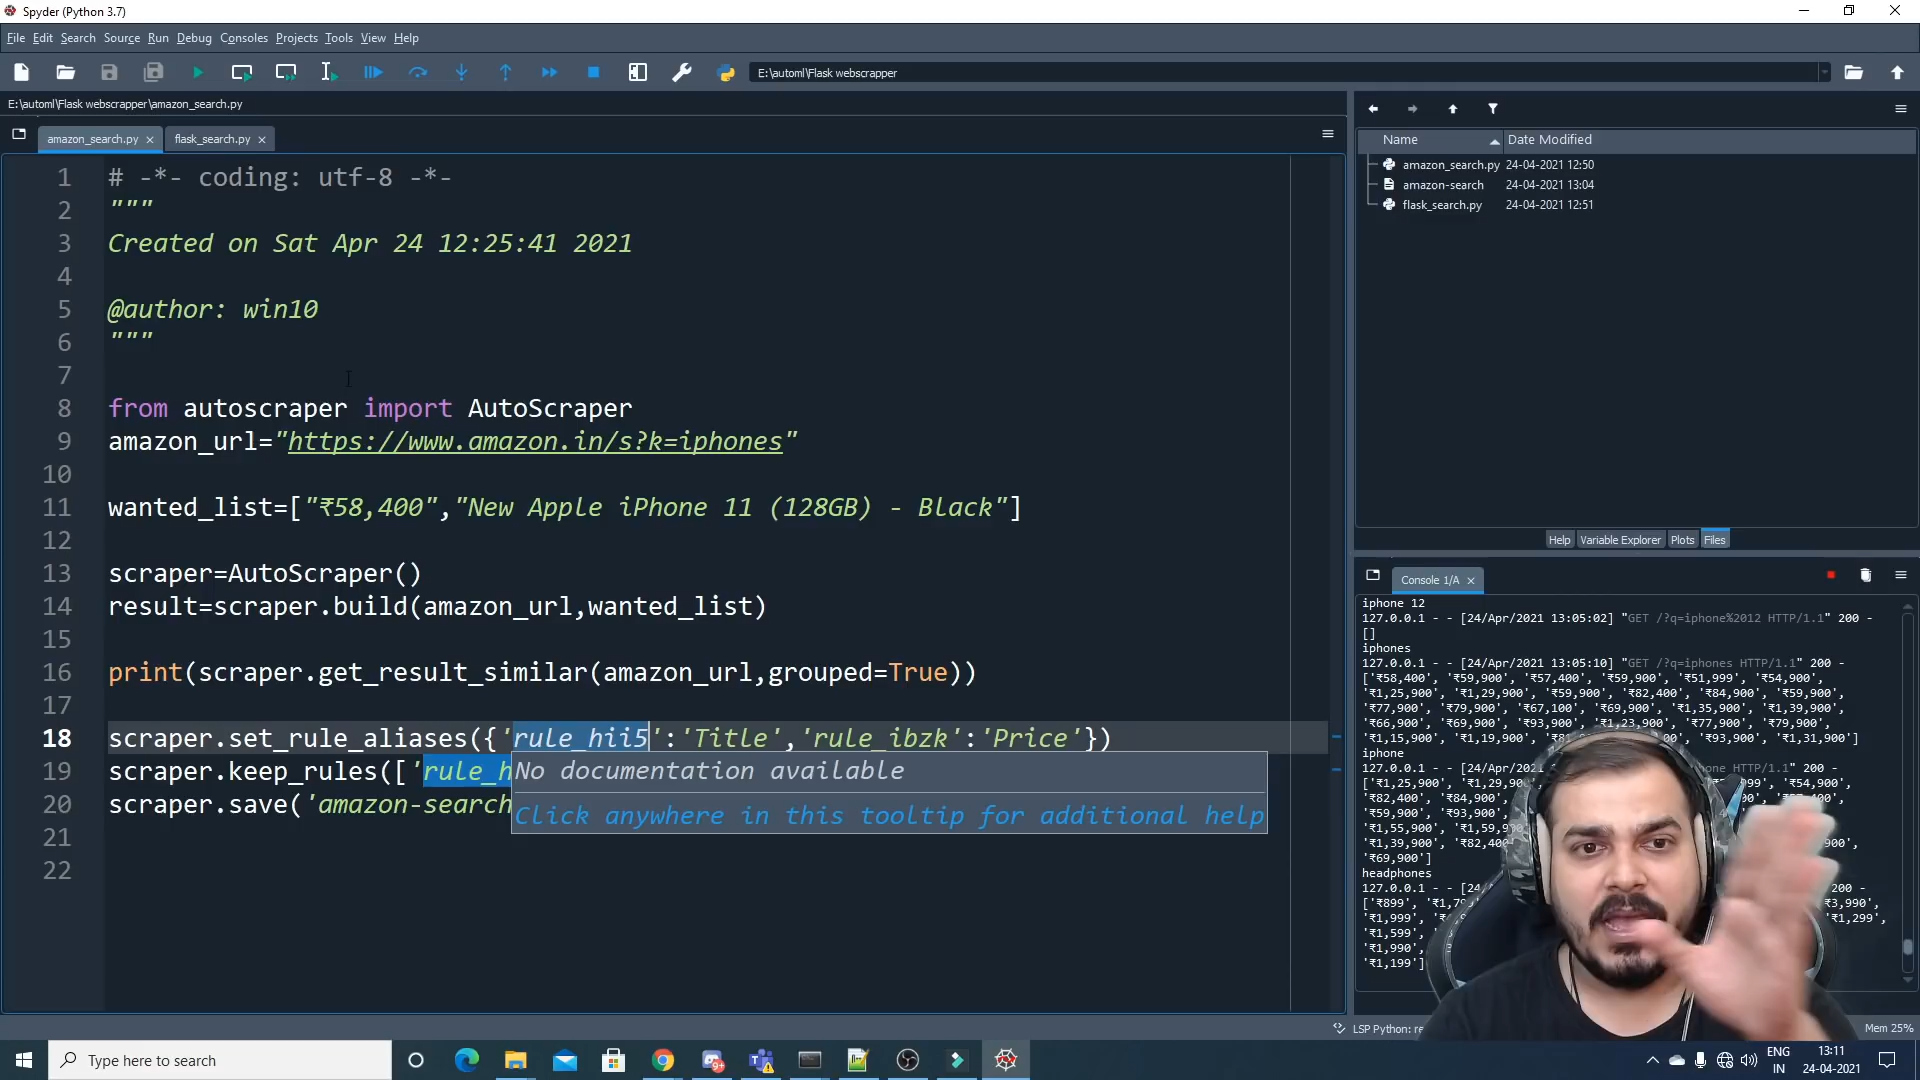 Spyder (Python 3.7)
File Edit Search Source Run Debug Consoles Projects Tools View Help
E:\automl\Flask webscrapper
E:\automl\Flask webscrapper\amazon_search.py
amazon_search.py
flask_search.py
1 # -*- coding: utf-8 -*-
2 """
3 Created on Sat Apr 24 12:25:41 2021
4
5 @author: win10
6 """
7
8 from autoscraper import AutoScraper
9 amazon_url="https://www.amazon.in/s?k=iphones"
10
11 wanted_list=["₹58,400","New Apple iPhone 11 (128GB) - Black"]
12
13 scraper=AutoScraper()
14 result=scraper.build(amazon_url,wanted_list)
15
16 print(scraper.get_result_similar(amazon_url,grouped=True))
17
18 scraper.set_rule_aliases({'rule_hii5':'Title','rule_ibzk':'Price'})
19 scraper.keep_rules(['rule_h
20 scraper.save('amazon-search
21
22
No documentation available
Click anywhere in this tooltip for additional help
Name Date Modified
amazon_search.py 24-04-2021 12:50
amazon-search 24-04-2021 13:04
flask_search.py 24-04-2021 12:51
Help Variable Explorer Plots Files
Console 1/A
iphone 12
127.0.0.1 - - [24/Apr/2021 13:05:02] "GET /?q=iphone%2012 HTTP/1.1" 200 -
[]
iphones
127.0.0.1 - - [24/Apr/2021 13:05:10] "GET /?q=iphones HTTP/1.1" 200 -
['₹58,400', '₹59,900', '₹57,400', '₹59,900', '₹51,999', '₹54,900',
'₹1,25,900', '₹1,29,900', '₹59,900', '₹82,400', '₹84,900', '₹59,900',
'₹77,900', '₹79,900', '₹67,100', '₹69,900', '₹1,35,900', '₹1,39,900',
'₹66,900', '₹69,900', '₹93,900', '₹1,23,900', '₹77,900', '₹79,900',
'₹1,15,900', '₹1,19,900', '₹93,900', '₹1,31,900']
iphone
127.0.0.1 - - [24/Apr/2021 HTTP/1.1" 200 -
['₹1,25,900', '₹1,29,900 '₹54,900',
'₹82,400', '₹84,900',
'₹59,900', '₹93,900',
'₹1,55,900', '₹1,59,900
'₹1,39,900', '₹82,400
'₹69,900']
headphones
127.0.0.1 - - [24/ 200 -
['₹899', ₹3,990',
'₹1,999', '₹1,299',
'₹1,599',
'₹1,990',
'₹1,199']
LSP Python:
Mem 25%
Type here to search
9+
ENG
IN
13:11
24-04-2021